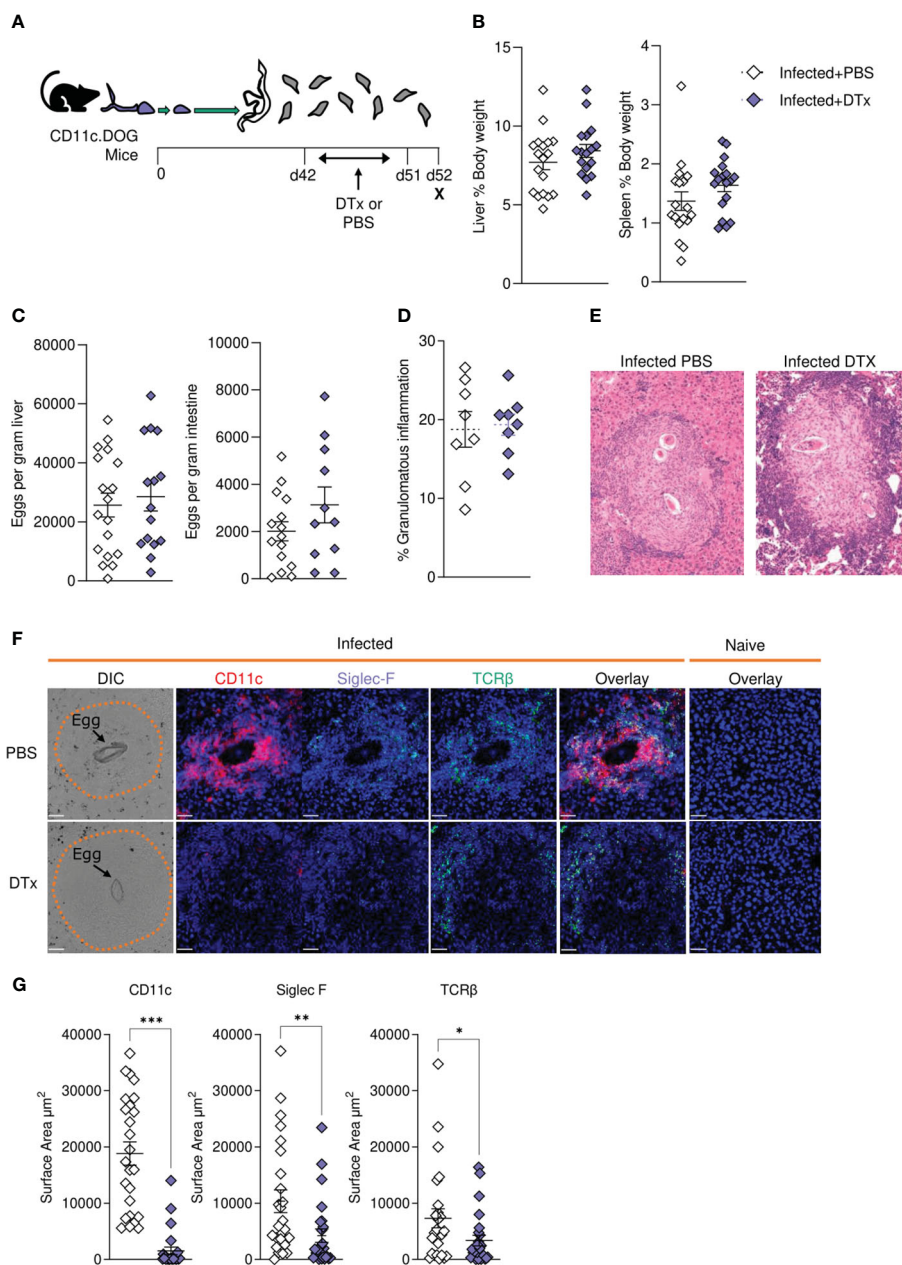 A
CD11c.DOG
Mice
0
d42
d51
d52
DTx or
PBS
X
B
Liver % Body weight
15
10
5
0
Spleen % Body weight
4
3
2
1
0
Infected+PBS
Infected+DTx
C
Eggs per gram liver
80000
60000
40000
20000
0
Eggs per gram intestine
10000
8000
6000
4000
2000
0
D
% Granulomatous inflammation
30
20
10
0
E
Infected PBS
Infected DTX
F
Infected
Naive
DIC
CD11c
Siglec-F
TCRβ
Overlay
Overlay
PBS
Egg
DTx
Egg
G
CD11c
Surface Area µm²
40000
30000
20000
10000
0
***
Siglec F
Surface Area µm²
40000
30000
20000
10000
0
**
TCRβ
Surface Area µm²
40000
30000
20000
10000
0
*